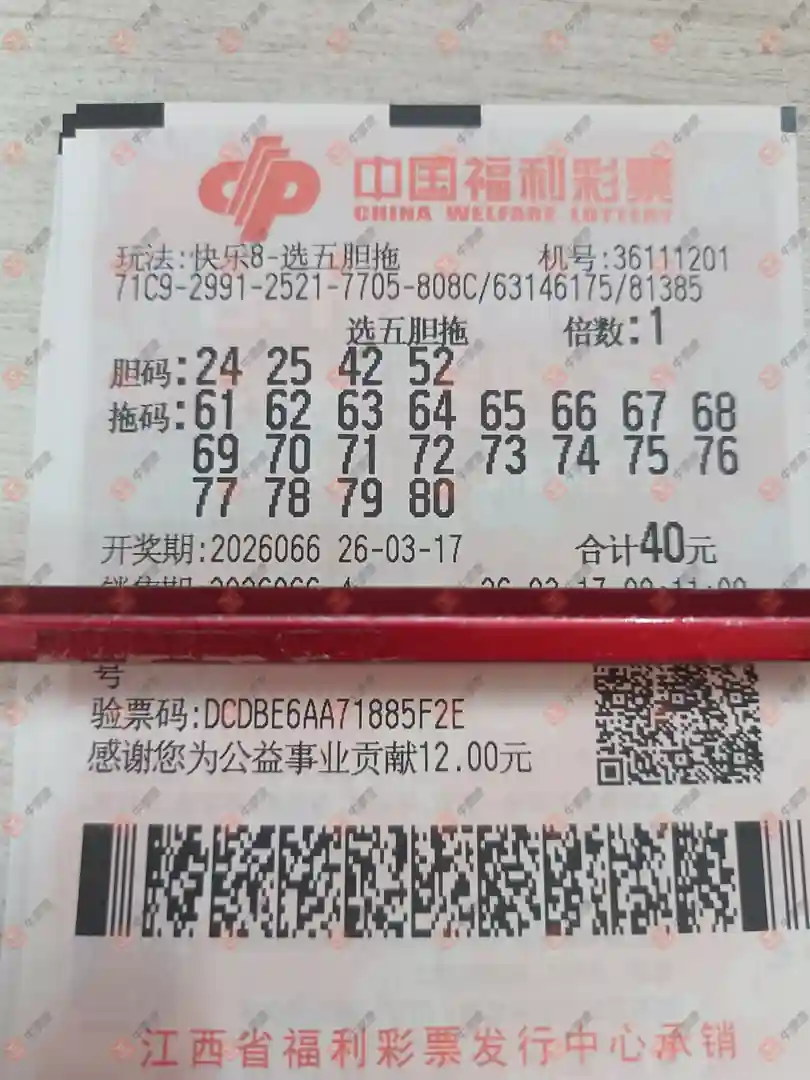 中国福利彩票
CHINA WELFARE LOTTERY
玩法:快乐8-选五胆拖 机号:36111201
71C9-2991-2521-7705-808C/63146175/81385
选五胆拖 倍数:1
胆码:24 25 42 52
拖码:61 62 63 64 65 66 67 68
69 70 71 72 73 74 75 76
77 78 79 80
开奖期:2026066 26-03-17 合计40元
号
验票码:DCDBE6AA71885F2E
感谢您为公益事业贡献12.00元
江西省福利彩票发行中心承销